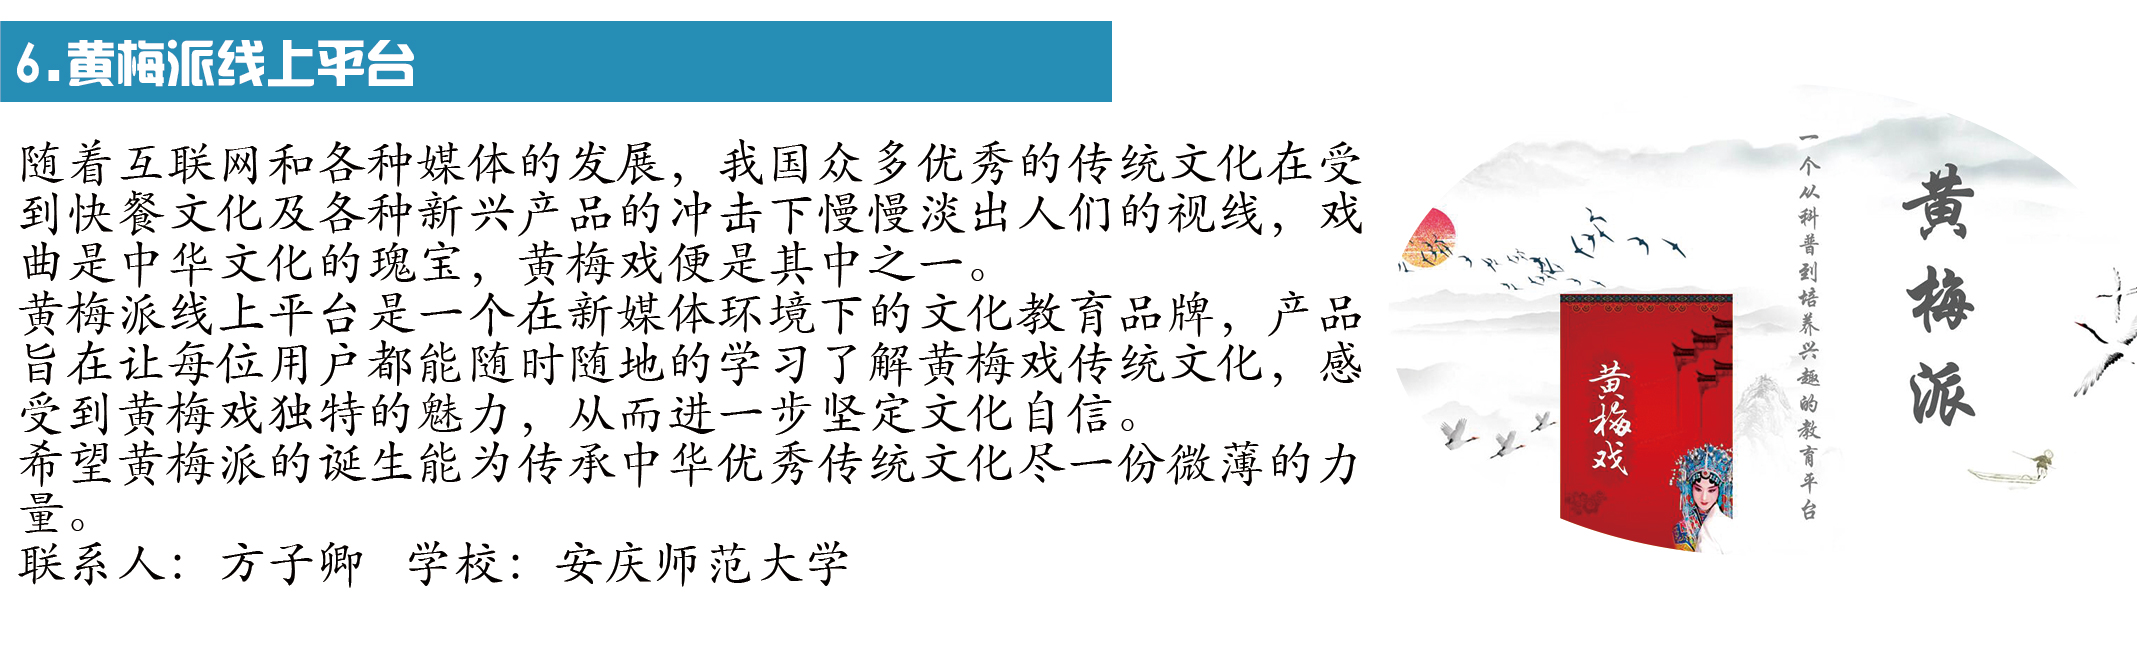 6.黄梅派线上平台
随着互联网和各种媒体的发展，我国众多优秀的传统文化在受
到快餐文化及各种新兴产品的冲击下慢慢淡出人们的视线，戏
曲是中华文化的瑰宝，黄梅戏便是其中之一。
黄梅派线上平台是一个在新媒体环境下的文化教育品牌，产品
旨在让每位用户都能随时随地的学习了解黄梅戏传统文化，感
受到黄梅戏独特的魅力，从而进一步坚定文化自信。
希望黄梅派的诞生能为传承中华优秀传统文化尽一份微薄的力
量。
联系人：方子卿 学校：安庆师范大学
黄梅派
一个从科普到培养兴趣的教育平台
黄梅戏